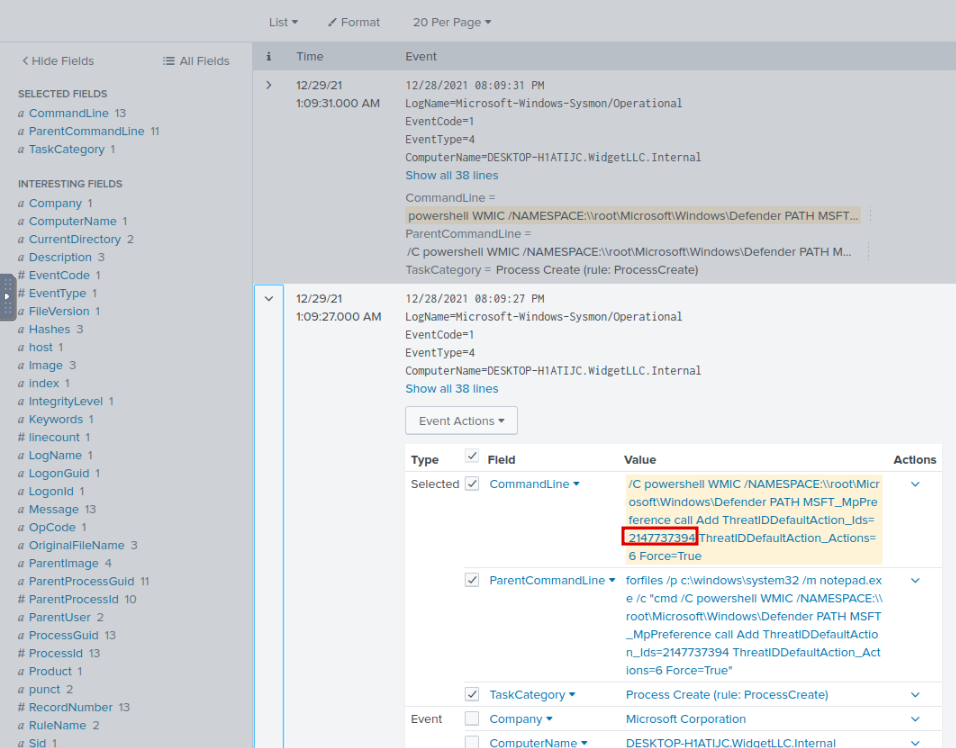 List ▾ Format 20 Per Page ▾
< Hide Fields All Fields
i Time Event
SELECTED FIELDS
a CommandLine 13
a ParentCommandLine 11
a TaskCategory 1
INTERESTING FIELDS
a Company 1
a ComputerName 1
a CurrentDirectory 2
a Description 3
# EventCode 1
# EventType 1
a FileVersion 1
a Hashes 3
a host 1
a Image 3
a index 1
a IntegrityLevel 1
a Keywords 1
# linecount 1
a LogName 1
a LogonGuid 1
a LogonId 1
a Message 13
a OpCode 1
a OriginalFileName 3
a ParentImage 4
a ParentProcessGuid 11
# ParentProcessId 10
a ParentUser 2
a ProcessGuid 13
# ProcessId 13
a Product 1
a punct 2
# RecordNumber 13
a RuleName 2
a Sid 1
> 12/29/21
1:09:31.000 AM
12/28/2021 08:09:31 PM
LogName=Microsoft-Windows-Sysmon/Operational
EventCode=1
EventType=4
ComputerName=DESKTOP-H1ATIJC.WidgetLLC.Internal
Show all 38 lines
CommandLine =
powershell WMIC /NAMESPACE:\\root\Microsoft\Windows\Defender PATH MSFT...
ParentCommandLine =
/C powershell WMIC /NAMESPACE:\\root\Microsoft\Windows\Defender PATH M...
TaskCategory = Process Create (rule: ProcessCreate)
12/29/21
1:09:27.000 AM
12/28/2021 08:09:27 PM
LogName=Microsoft-Windows-Sysmon/Operational
EventCode=1
EventType=4
ComputerName=DESKTOP-H1ATIJC.WidgetLLC.Internal
Show all 38 lines
Event Actions ▾
Type Field Value Actions
Selected CommandLine ▾
/C powershell WMIC /NAMESPACE:\\root\Micr
osoft\Windows\Defender PATH MSFT_MpPre
ference call Add ThreatIDDefaultAction_Ids=
2147737394 ThreatIDDefaultAction_Actions=
6 Force=True
ParentCommandLine ▾
forfiles /p c:\windows\system32 /m notepad.ex
e /c "cmd /C powershell WMIC /NAMESPACE:\\
root\Microsoft\Windows\Defender PATH MSFT
_MpPreference call Add ThreatIDDefaultActio
n_Ids=2147737394 ThreatIDDefaultAction_Act
ions=6 Force=True"
TaskCategory ▾ Process Create (rule: ProcessCreate)
Event Company ▾ Microsoft Corporation
ComputerName ▾ DESKTOP-H1ATIJC.WidgetLLC.Internal